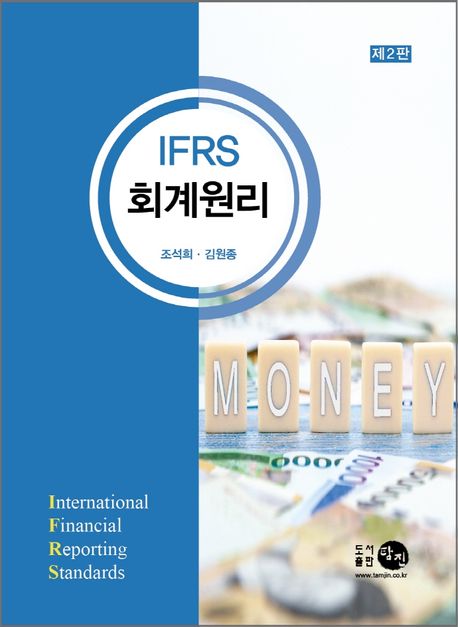 제2판
IFRS
회계원리
조석희 · 김원종
MONEY
1000
International
Financial
Reporting
Standards
도서
출판
탐진
www.tamjin.co.kr